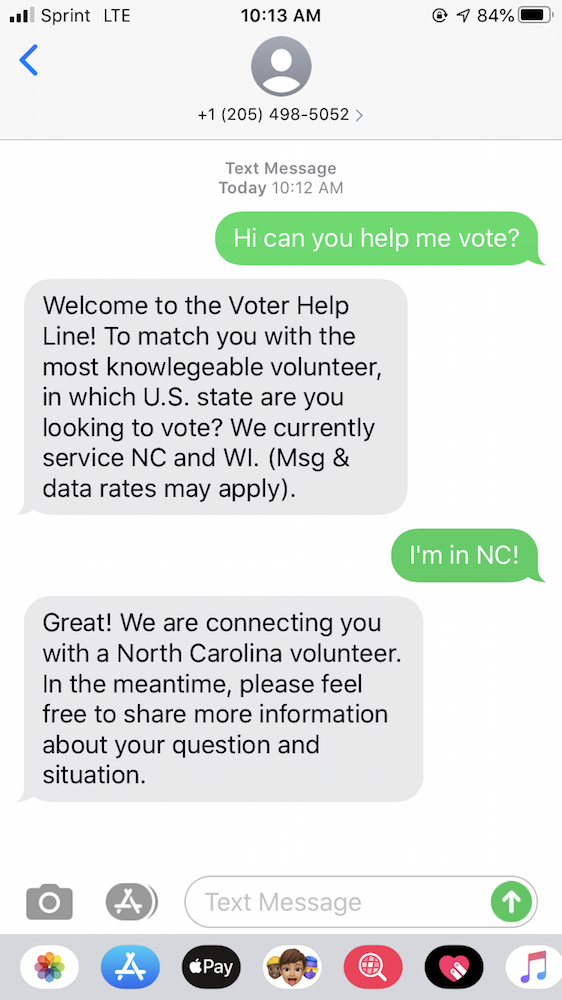 Sprint LTE 10:13 AM 84%
+1 (205) 498-5052
Text Message
Today 10:12 AM
Hi can you help me vote?
Welcome to the Voter Help
Line! To match you with the
most knowlegeable volunteer,
in which U.S. state are you
looking to vote? We currently
service NC and WI. (Msg &
data rates may apply).
I'm in NC!
Great! We are connecting you
with a North Carolina volunteer.
In the meantime, please feel
free to share more information
about your question and
situation.
Text Message
Pay